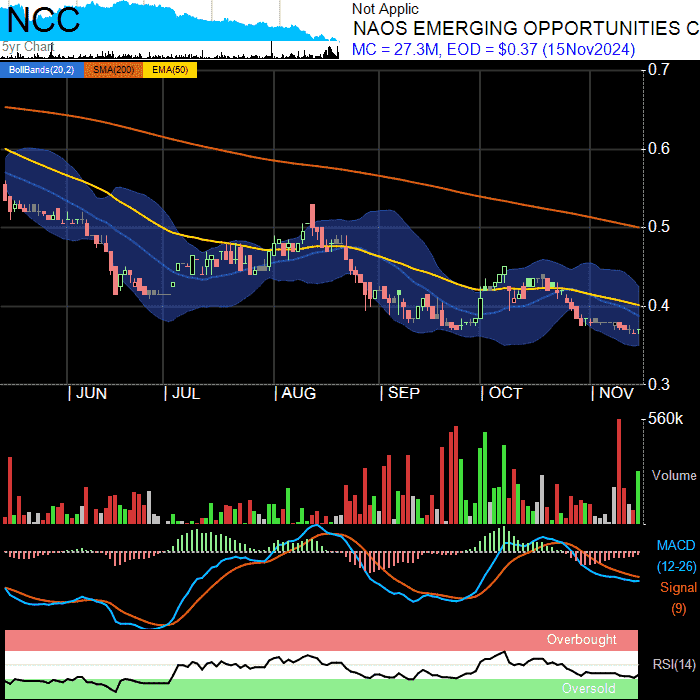 NCC
5yr Chart
Not Applic
NAOS EMERGING OPPORTUNITIES C
MC = 27.3M, EOD = $0.37 (15Nov2024)
BollBands(20,2) SMA(200) EMA(50)
0.7
0.6
0.5
0.4
0.3
JUN JUL AUG SEP OCT NOV
560k
Volume
MACD
(12-26)
Signal
(9)
Overbought
RSI(14)
Oversold